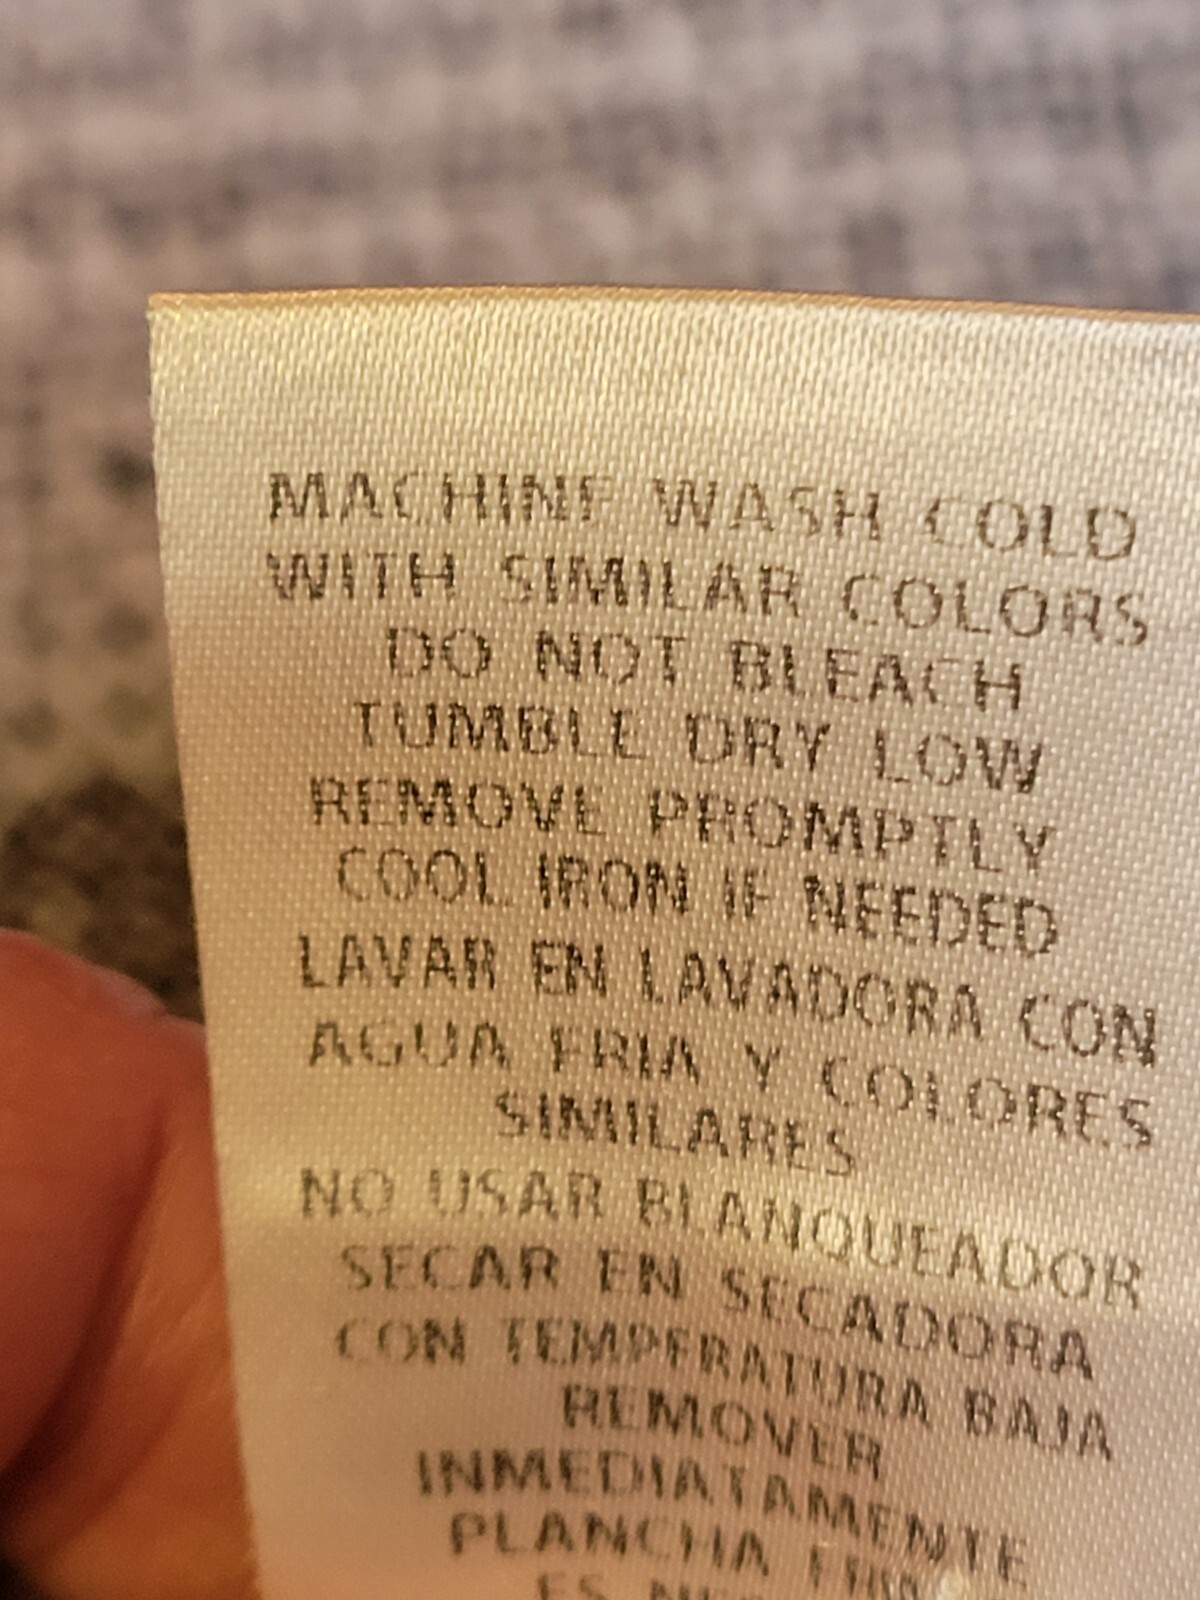 MACHINE WASH COLD
WITH SIMILAR COLORS
DO NOT BLEACH
TUMBLE DRY LOW
REMOVE PROMPTLY
COOL IRON IF NEEDED
LAVAR EN LAVADORA CON
AGUA FRIA Y COLORES
SIMILARES
NO USAR BLANQUEADOR
SECAR EN SECADORA
CON TEMPERATURA BAJA
REMOVER
INMEDIATAMENTE
PLANCHA FRIA
ES